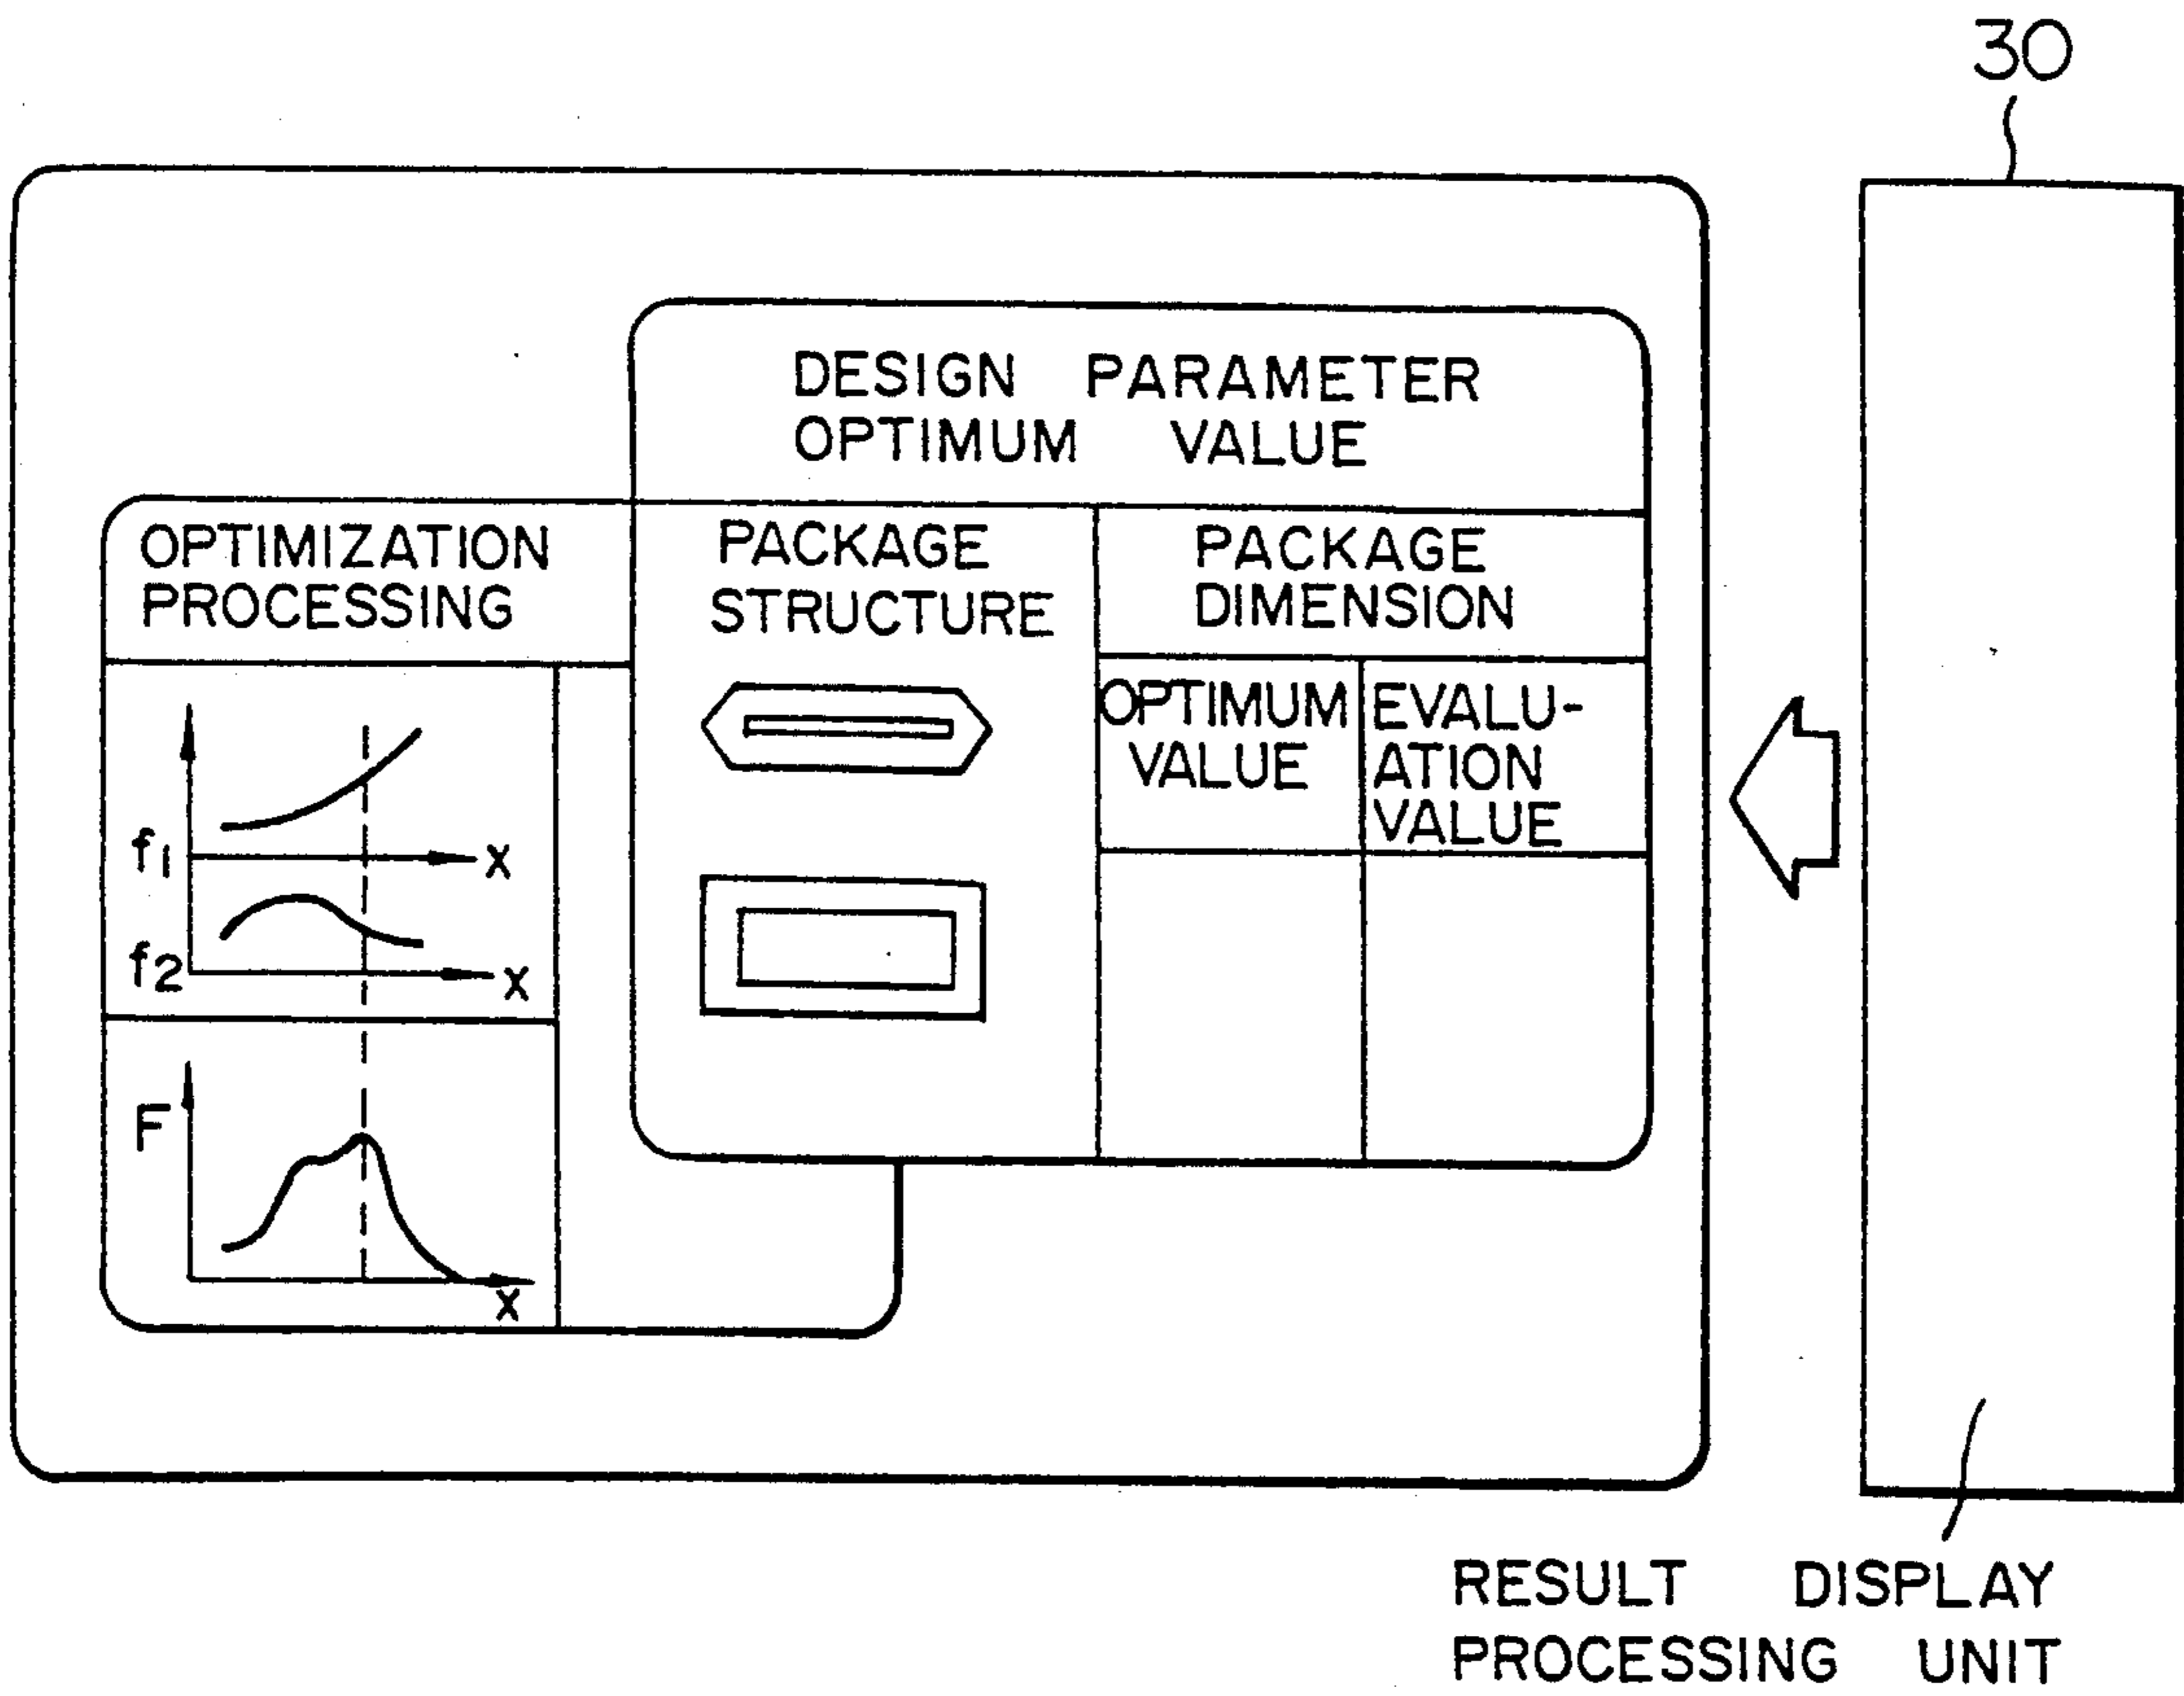 30
DESIGN PARAMETER
OPTIMUM VALUE
OPTIMIZATION
PROCESSING
PACKAGE
STRUCTURE
PACKAGE
DIMENSION
OPTIMUM
VALUE
EVALU-
ATION
VALUE
f1
x
f2
x
F
x
RESULT DISPLAY
PROCESSING UNIT